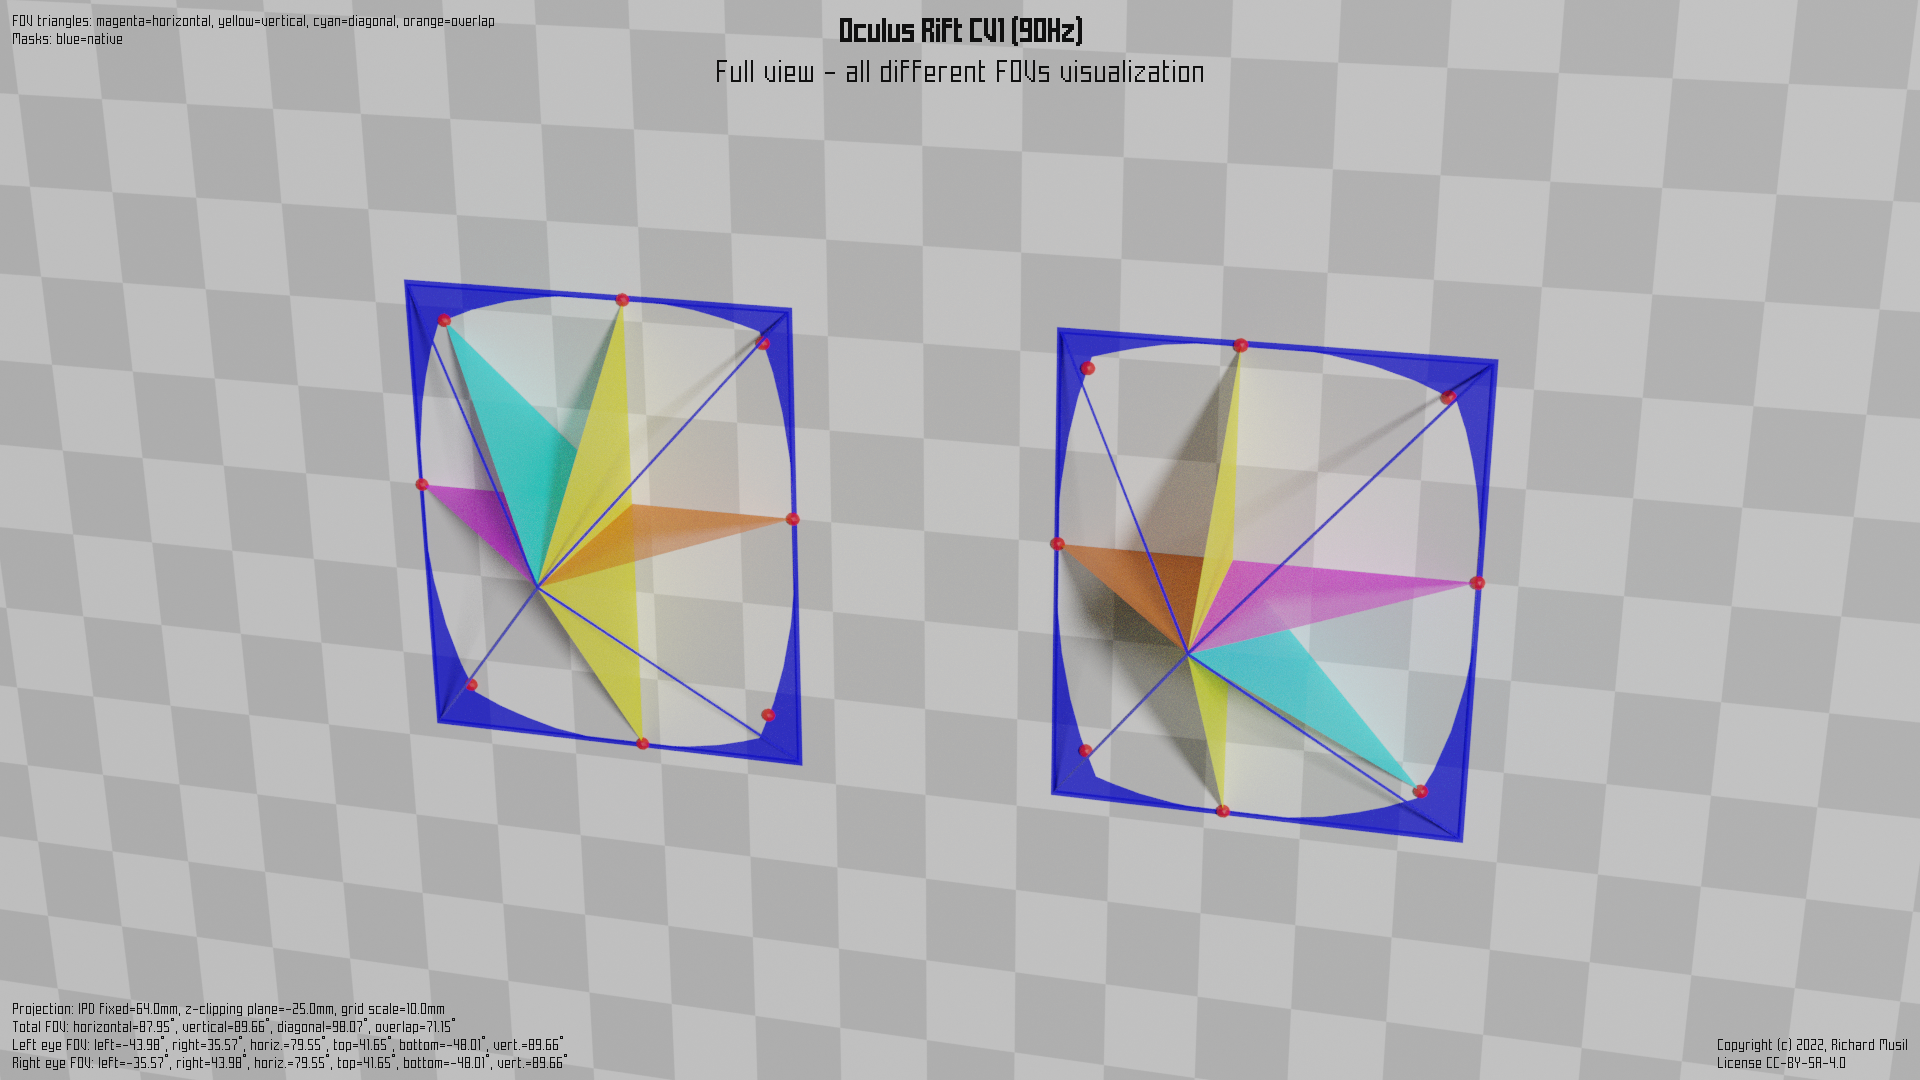 FOV triangles: magenta=horizontal, yellow=vertical, cyan=diagonal, orange=overlap
Masks: blue=native
Oculus Rift CV1 (90Hz)
Full view - all different FOVs visualization
Projection: IPD fixed=64.0mm, z-clipping plane=-25.0mm, grid scale=10.0mm
Total FOV: horizontal=87.95°, vertical=89.66°, diagonal=98.07°, overlap=71.15°
Left eye FOV: left=-43.98°, right=35.57°, horiz.=79.55°, top=41.65°, bottom=-48.01°, vert.=89.66°
Right eye FOV: left=-35.57°, right=43.98°, horiz.=79.55°, top=41.65°, bottom=-48.01°, vert.=89.66°
Copyright (c) 2022, Richard Musil
License CC-BY-SA-4.0